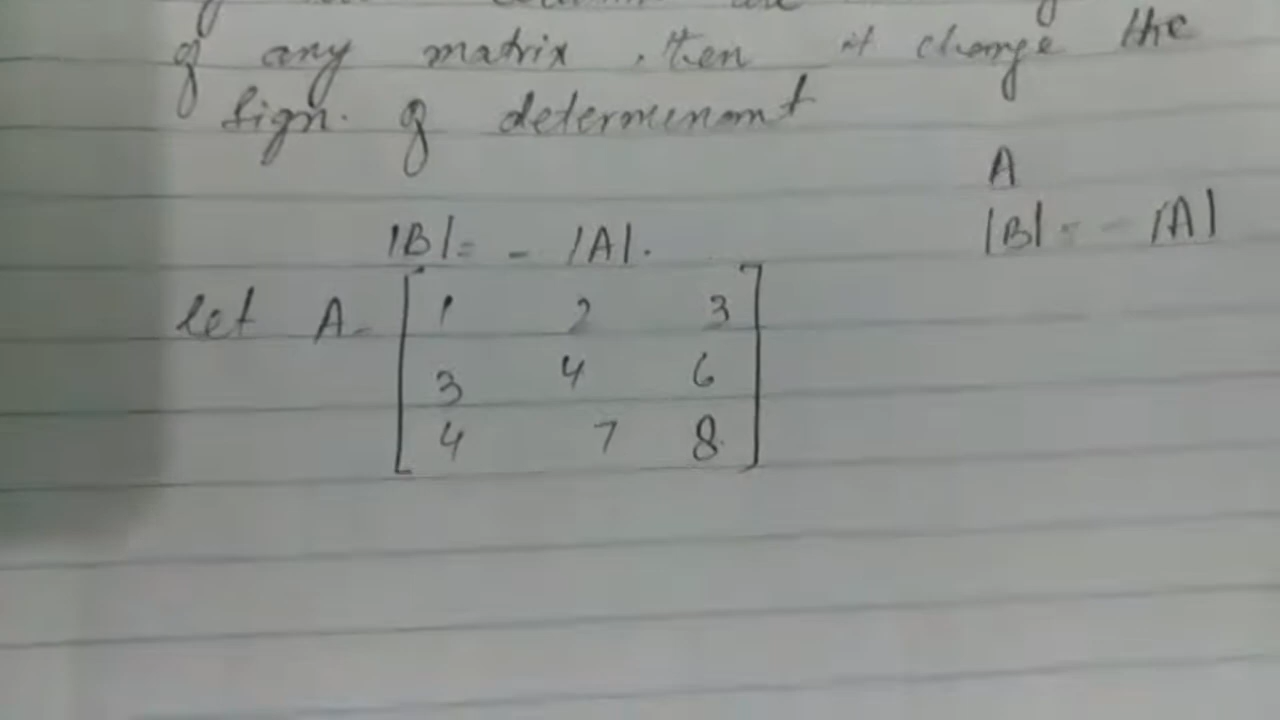 of any matrix, then it change the
sign. of determenant
A
|B| = - |A|.
|B| = - |A|
let A = [ 1 2 3
3 4 6
4 7 8 ]